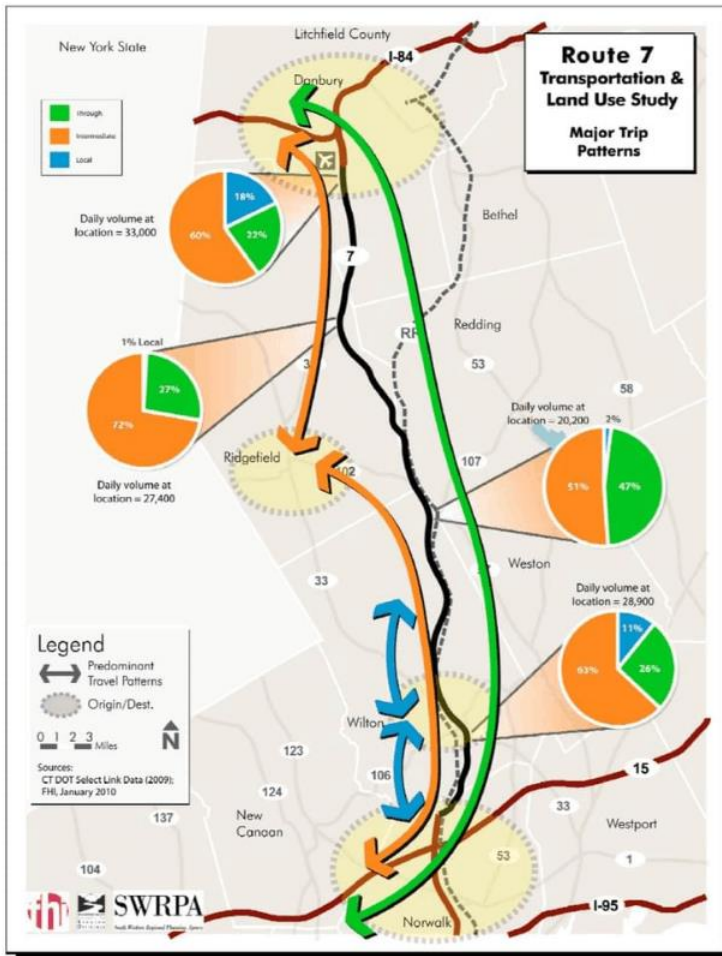 Route 7
Transportation &
Land Use Study
Major Trip
Patterns
New York State
Litchfield County
I-84
Danbury
Through
Intermediate
Local
18%
Daily volume at
location = 33,000
60%
22%
Bethel
7
Redding
53
1% Local
27%
72%
58
Daily volume at
location = 20,200
2%
Ridgefield
107
51%
47%
Daily volume at
location = 27,400
Weston
33
Daily volume at
location = 28,900
11%
63%
26%
Legend
Predominant
Travel Patterns
Origin/Dest.
0 1 2 3
Miles
N
Sources:
CT DOT Select Link Data (2009);
FHI, January 2010
Wilton
123
106
124
15
New
Canaan
33
Westport
137
104
53
1
I-95
Norwalk
fhi
SWRPA